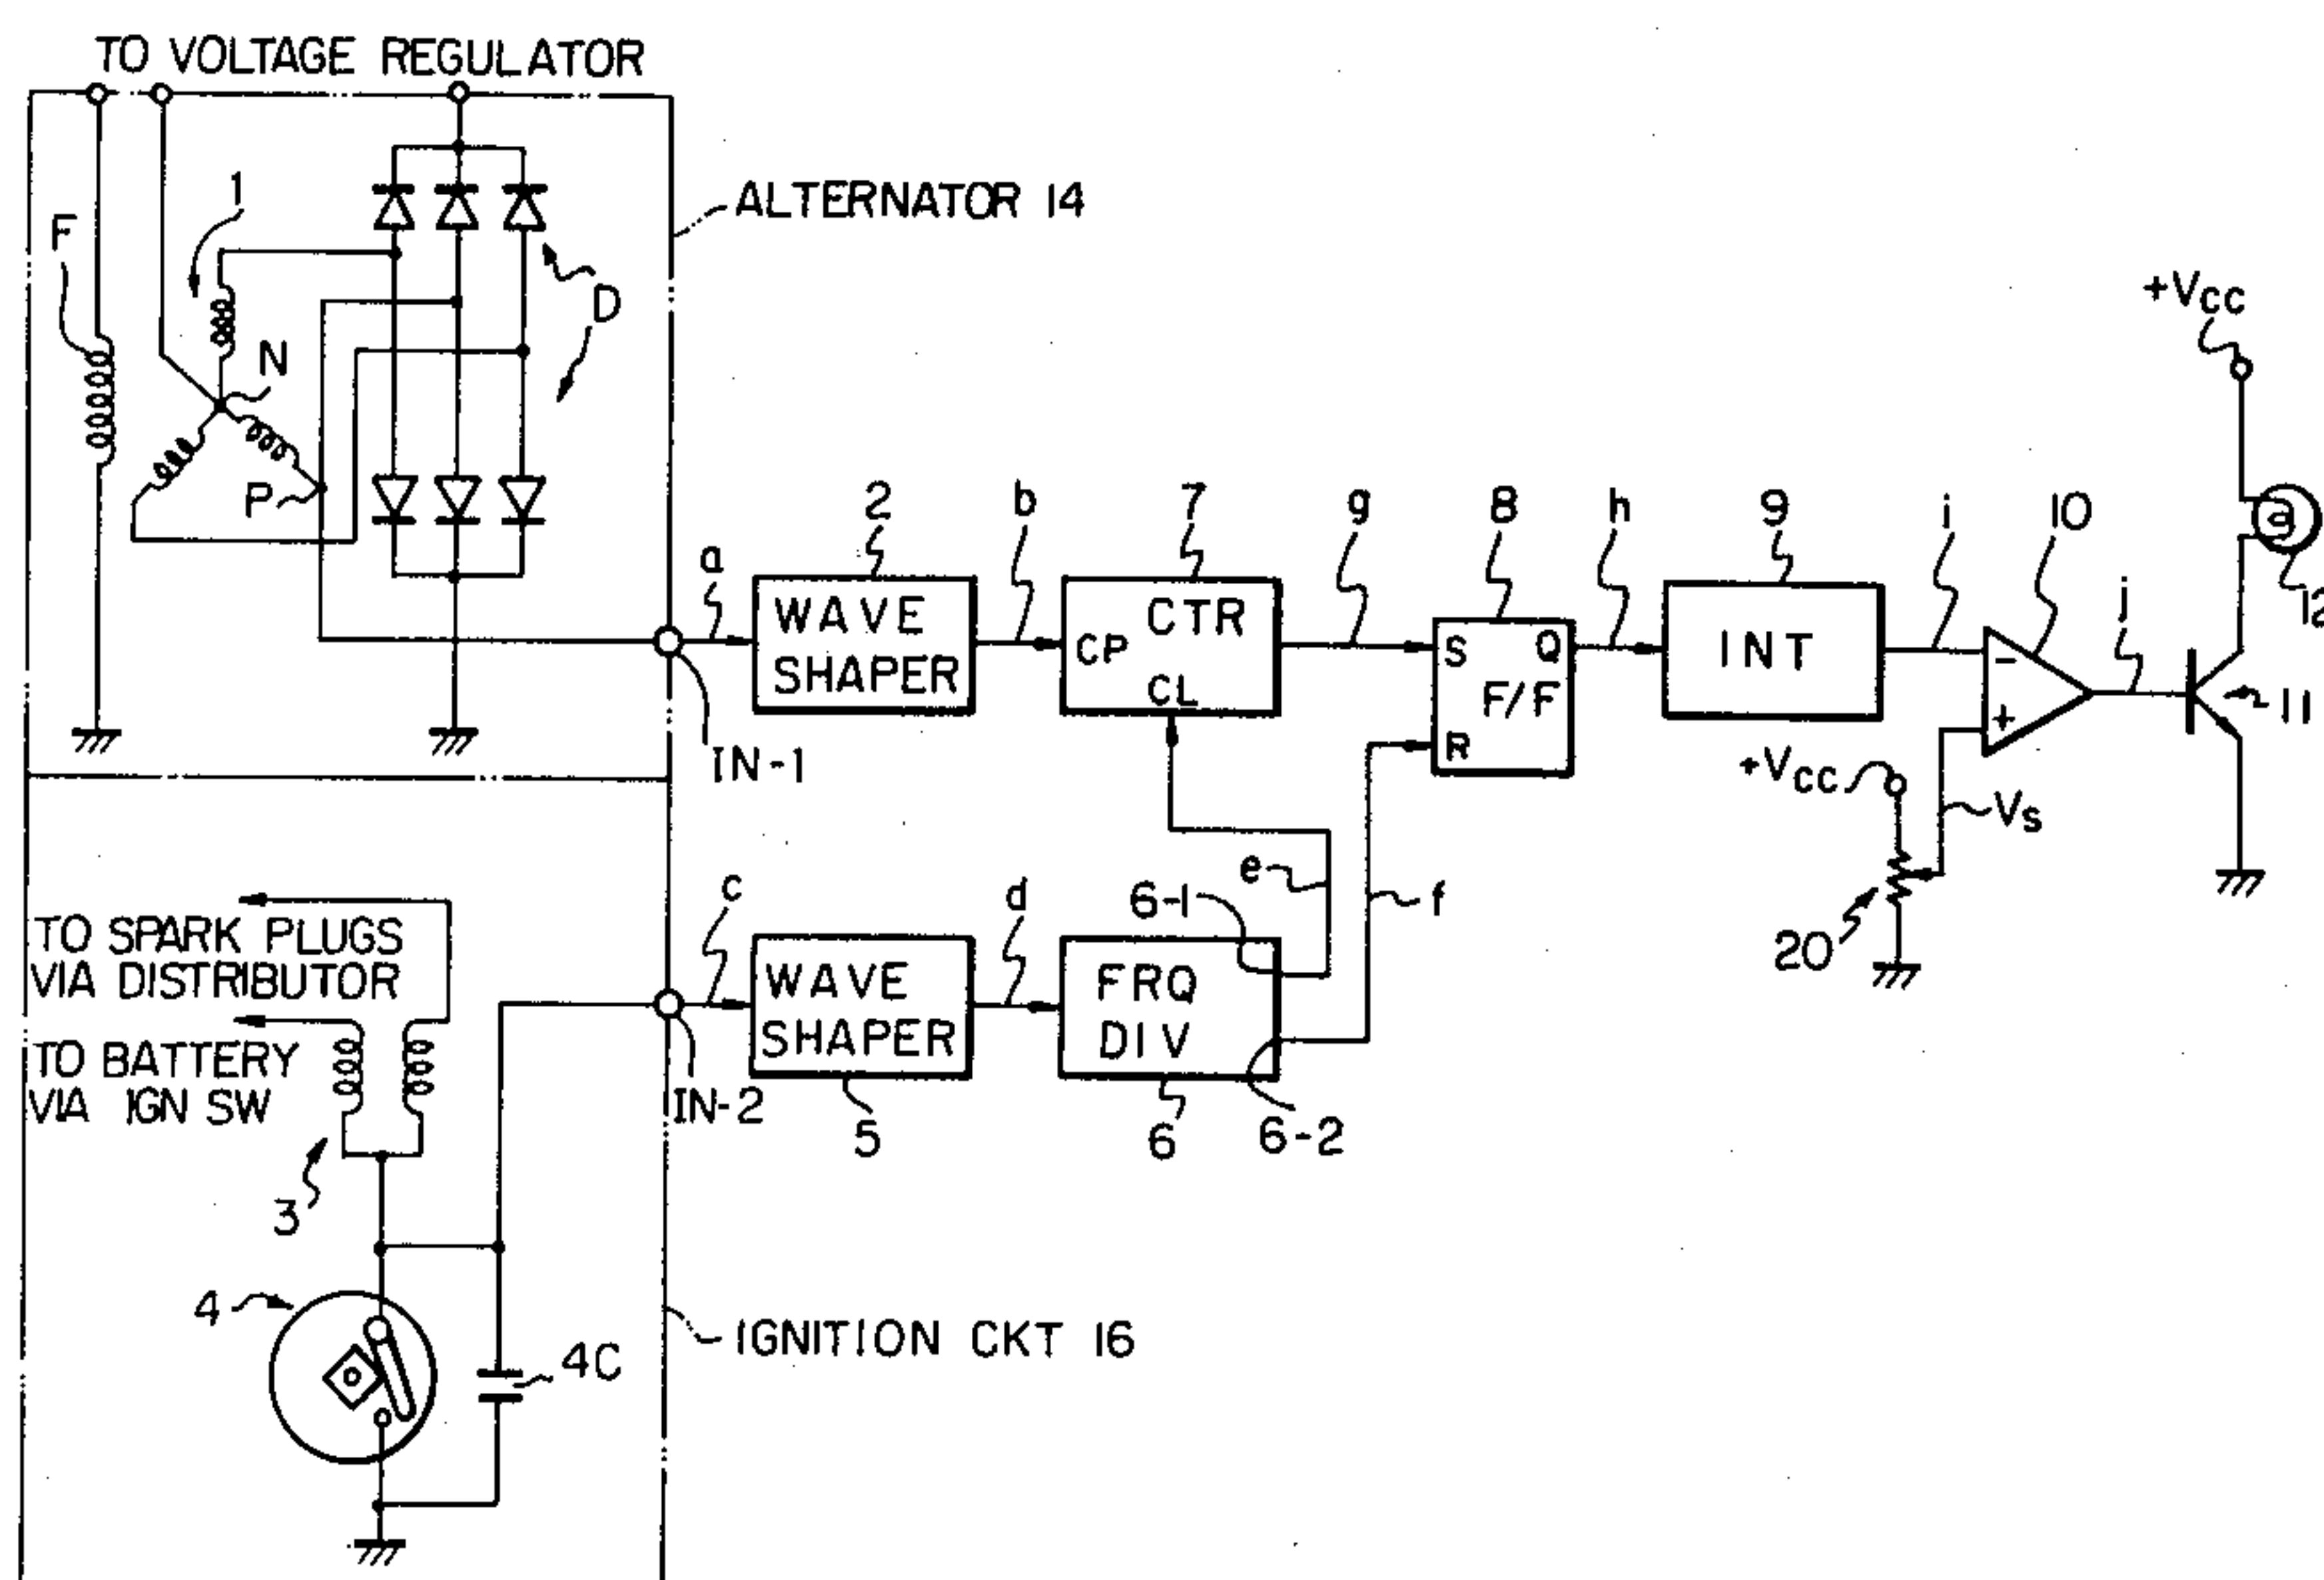 TO VOLTAGE REGULATOR
1
F
ALTERNATOR 14
D
N
P
+Vcc
a
2
b
7
g
8
h
9
i
10
j
12
11
WAVE
SHAPER
CTR
CP
CL
S Q
F/F
R
INT
-
+
IN-1
+Vcc
Vs
20
e
f
6-1
c
d
TO SPARK PLUGS
VIA DISTRIBUTOR
TO BATTERY
VIA IGN SW
WAVE
SHAPER
FRQ
DIV
IN-2
5
6
6-2
3
4
4C
IGNITION CKT 16